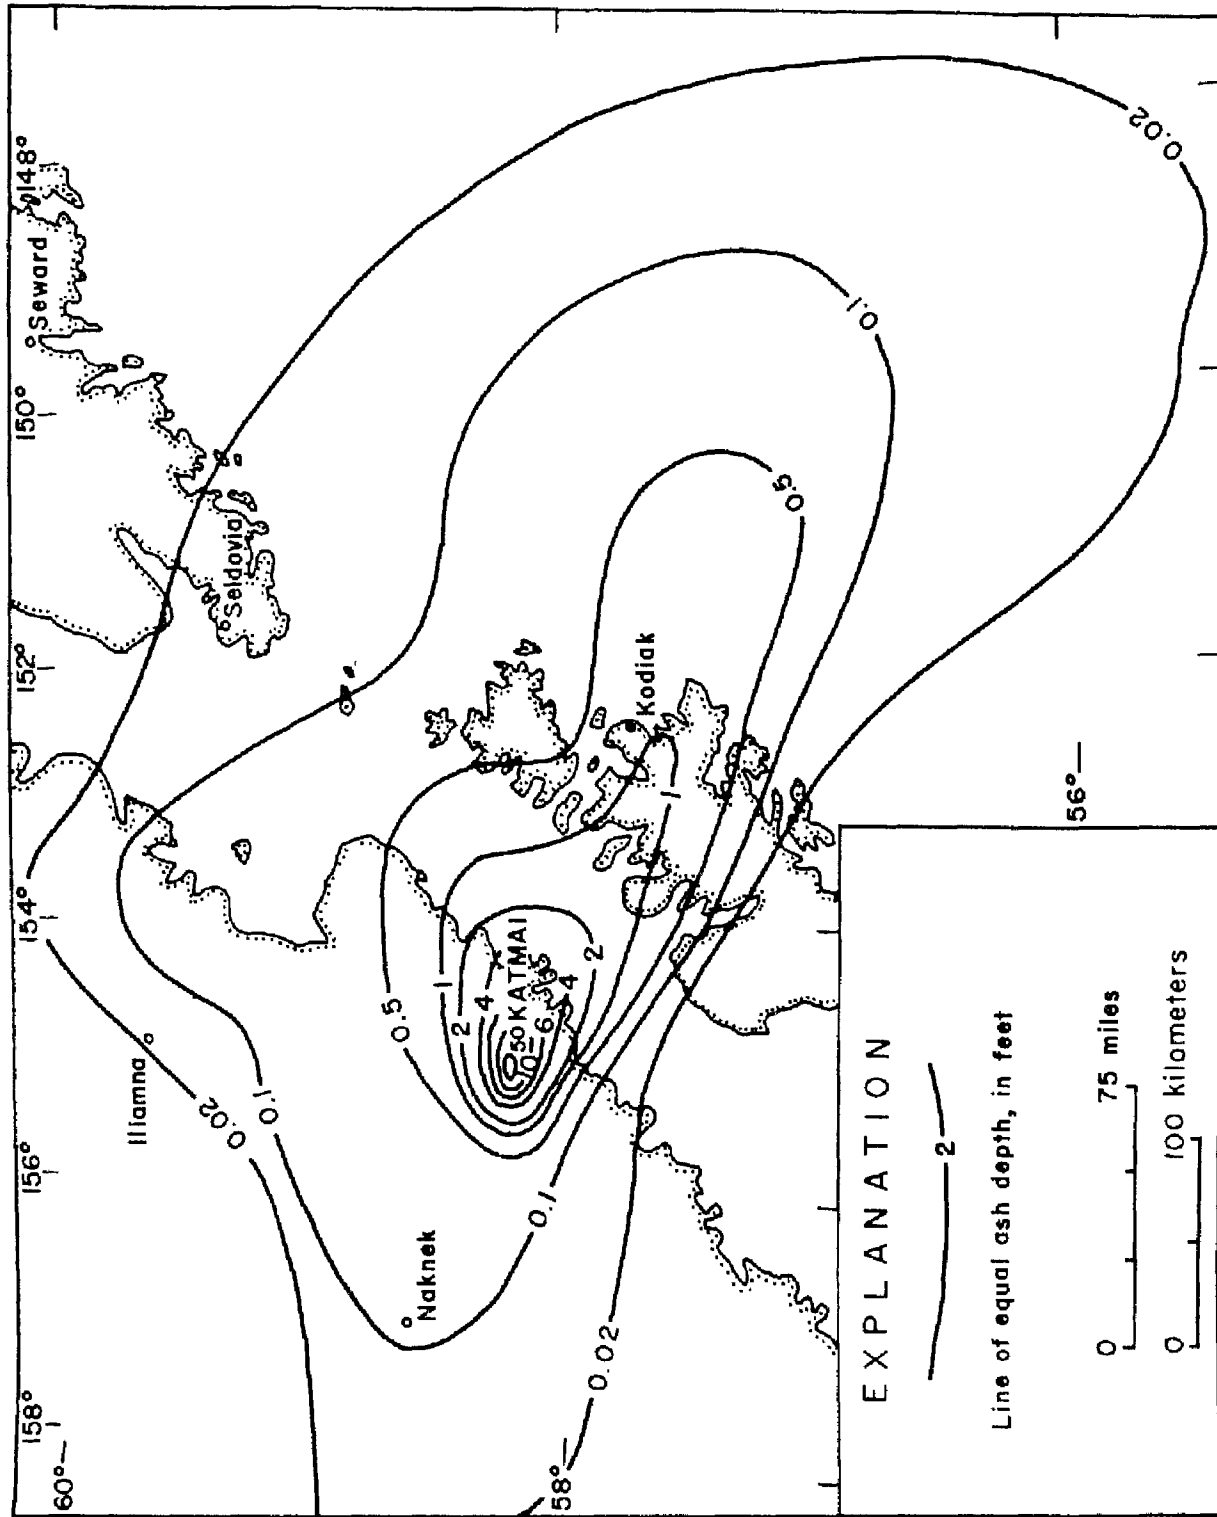 158°
156°
154°
152°
150°
148°
60°
58°
56°
Seward
Seldovia
Iliamna
Naknek
Kodiak
KATMAI
0.02
0.02
0.02
0.1
0.1
0.1
0.5
0.5
1
1
2
2
4
4
6
10
50
EXPLANATION
2
Line of equal ash depth, in feet
0 75 miles
0 100 kilometers